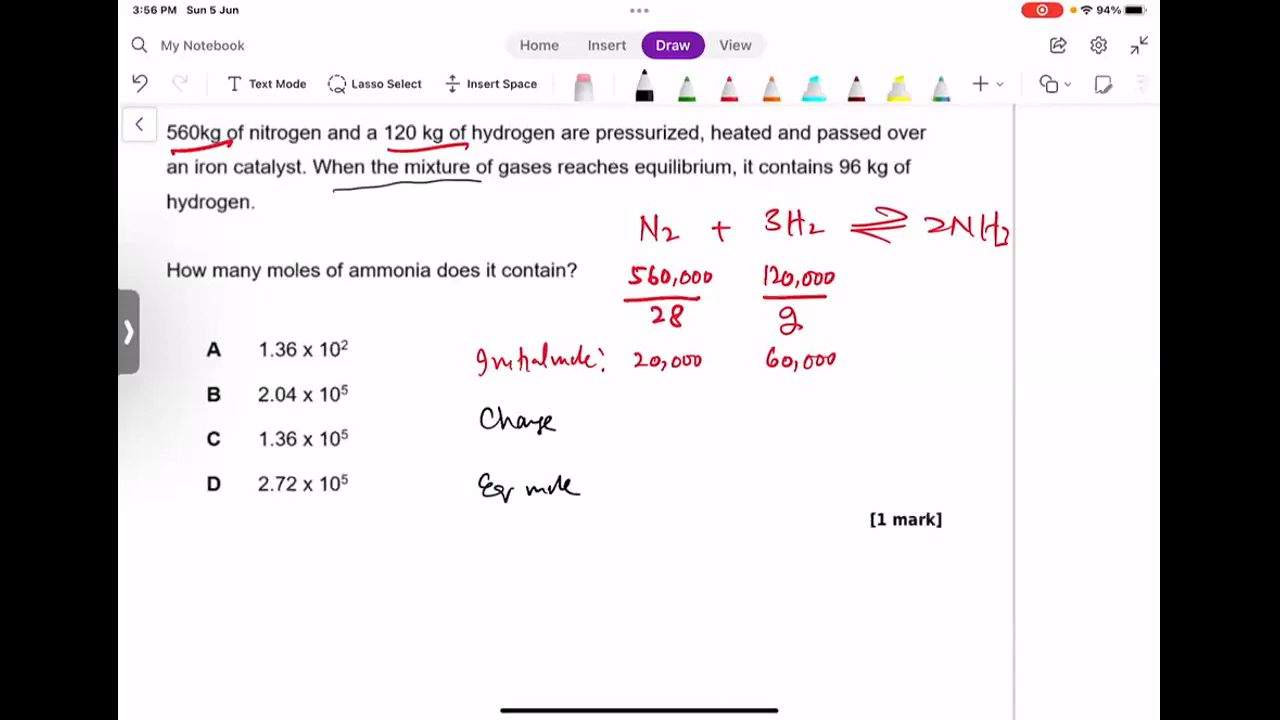 3:56 PM Sun 5 Jun 94%
My Notebook Home Insert Draw View
Text Mode Lasso Select Insert Space
560kg of nitrogen and a 120 kg of hydrogen are pressurized, heated and passed over
an iron catalyst. When the mixture of gases reaches equilibrium, it contains 96 kg of
hydrogen.
N2 + 3H2 ⇌ 2NH3
How many moles of ammonia does it contain?
560,000 120,000
28 2
A 1.36 x 10²
Initial mole: 20,000 60,000
B 2.04 x 10⁵
Change
C 1.36 x 10⁵
D 2.72 x 10⁵
Eq mole
[1 mark]